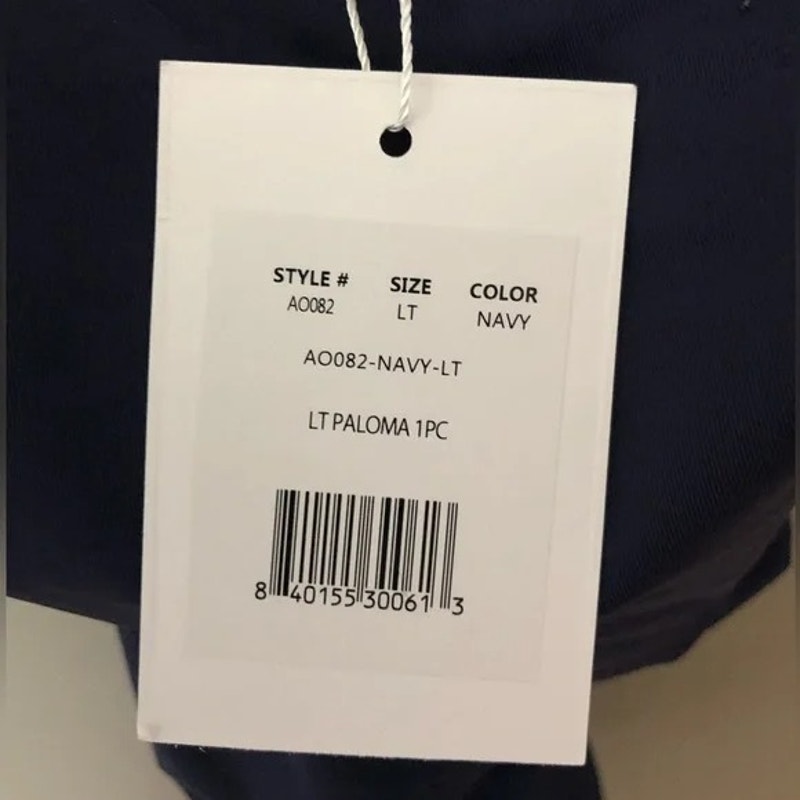 STYLE # SIZE COLOR
AO082 LT NAVY
AO082-NAVY-LT
LT PALOMA 1PC
8 40155 30061 3